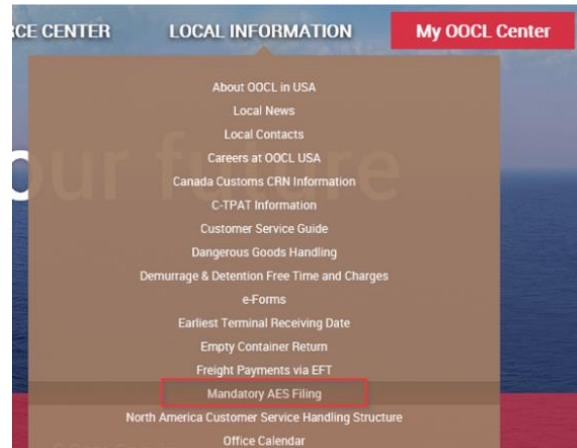 CE CENTER LOCAL INFORMATION My OOCL Center
About OOCL in USA
Local News
Local Contacts
Careers at OOCL USA
our future
Canada Customs CRN Information
C-TPAT Information
Customer Service Guide
Dangerous Goods Handling
Demurrage & Detention Free Time and Charges
e-Forms
Earliest Terminal Receiving Date
Empty Container Return
Freight Payments via EFT
Mandatory AES Filing
North America Customer Service Handling Structure
Office Calendar